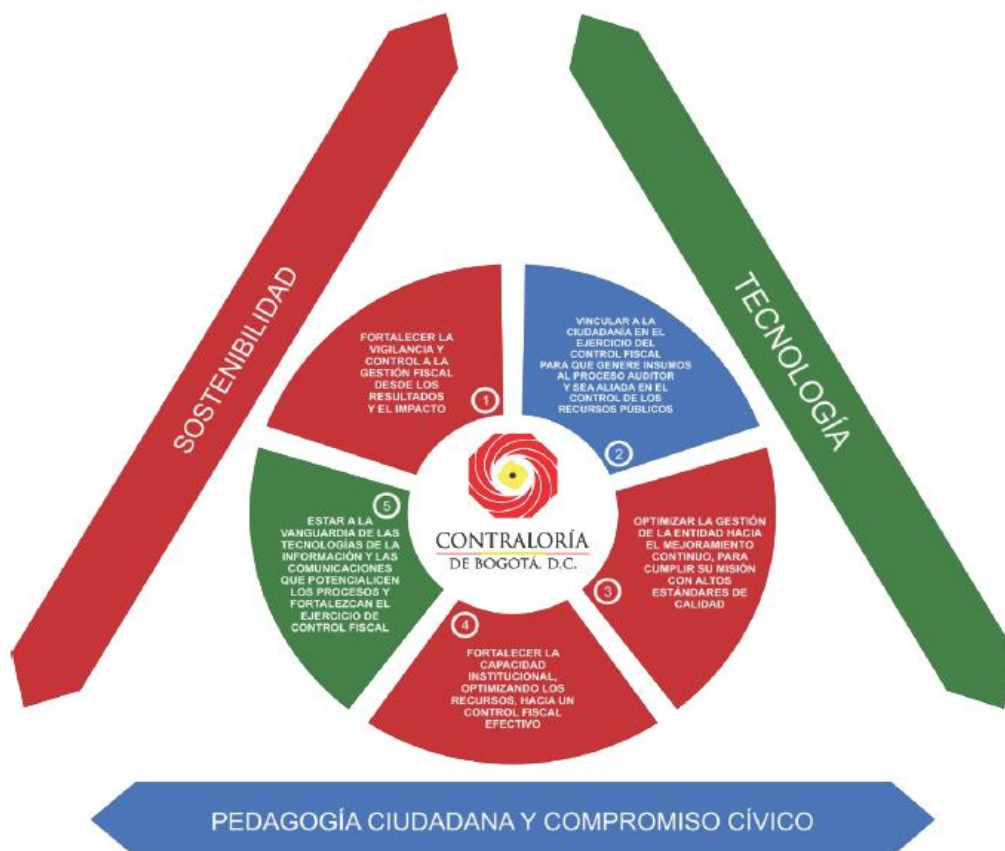 SOSTENIBILIDAD
TECNOLOGÍA
FORTALECER LA
VIGILANCIA Y
CONTROL A LA
GESTIÓN FISCAL
DESDE LOS
RESULTADOS
Y EL IMPACTO
1
VINCULAR A LA
CIUDADANÍA EN EL
EJERCICIO DEL
CONTROL FISCAL
PARA QUE GENERE INSUMOS
AL PROCESO AUDITOR
Y SEA ALIADA EN EL
CONTROL DE LOS
RECURSOS PÚBLICOS
2
OPTIMIZAR LA GESTIÓN
DE LA ENTIDAD HACIA
EL MEJORAMIENTO
CONTINUO, PARA
CUMPLIR SU MISIÓN
CON ALTOS
ESTÁNDARES DE
CALIDAD
3
4
FORTALECER LA
CAPACIDAD
INSTITUCIONAL,
OPTIMIZANDO LOS
RECURSOS, HACIA UN
CONTROL FISCAL
EFECTIVO
5
ESTAR A LA
VANGUARDIA DE LAS
TECNOLOGÍAS DE LA
INFORMACIÓN Y LAS
COMUNICACIONES
QUE POTENCIALICEN
LOS PROCESOS Y
FORTALEZCAN EL
EJERCICIO DE
CONTROL FISCAL
CONTRALORÍA
DE BOGOTÁ, D.C.
PEDAGOGÍA CIUDADANA Y COMPROMISO CÍVICO